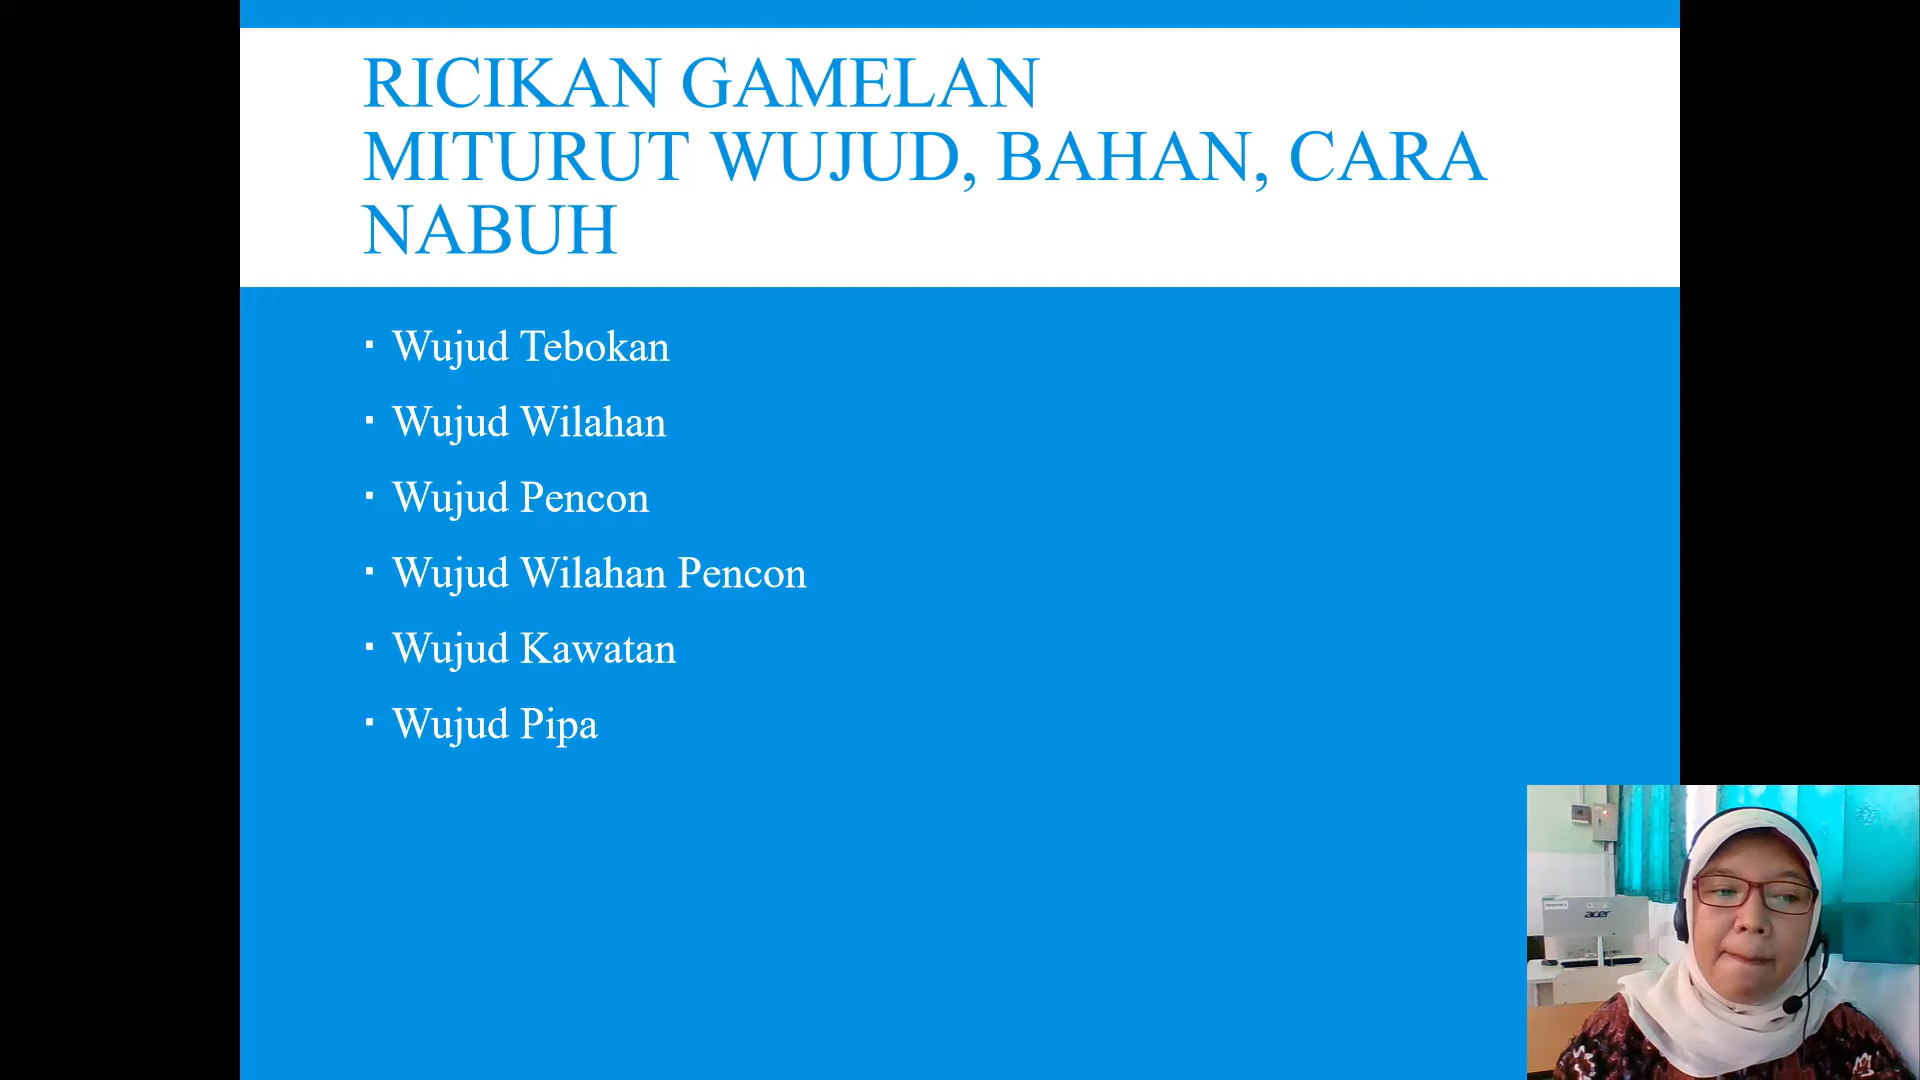 RICIKAN GAMELAN
MITURUT WUJUD, BAHAN, CARA
NABUH
▪ Wujud Tebokan
▪ Wujud Wilahan
▪ Wujud Pencon
▪ Wujud Wilahan Pencon
▪ Wujud Kawatan
▪ Wujud Pipa
acer